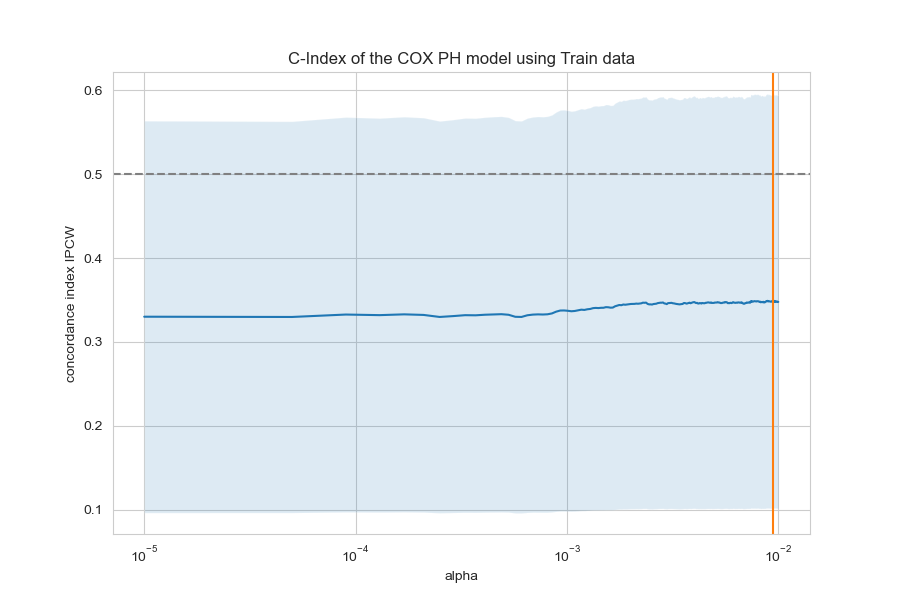 C-Index of the COX PH model using Train data
concordance index IPCW
0.6
0.5
0.4
0.3
0.2
0.1
10⁻⁵ 10⁻⁴ 10⁻³ 10⁻²
alpha